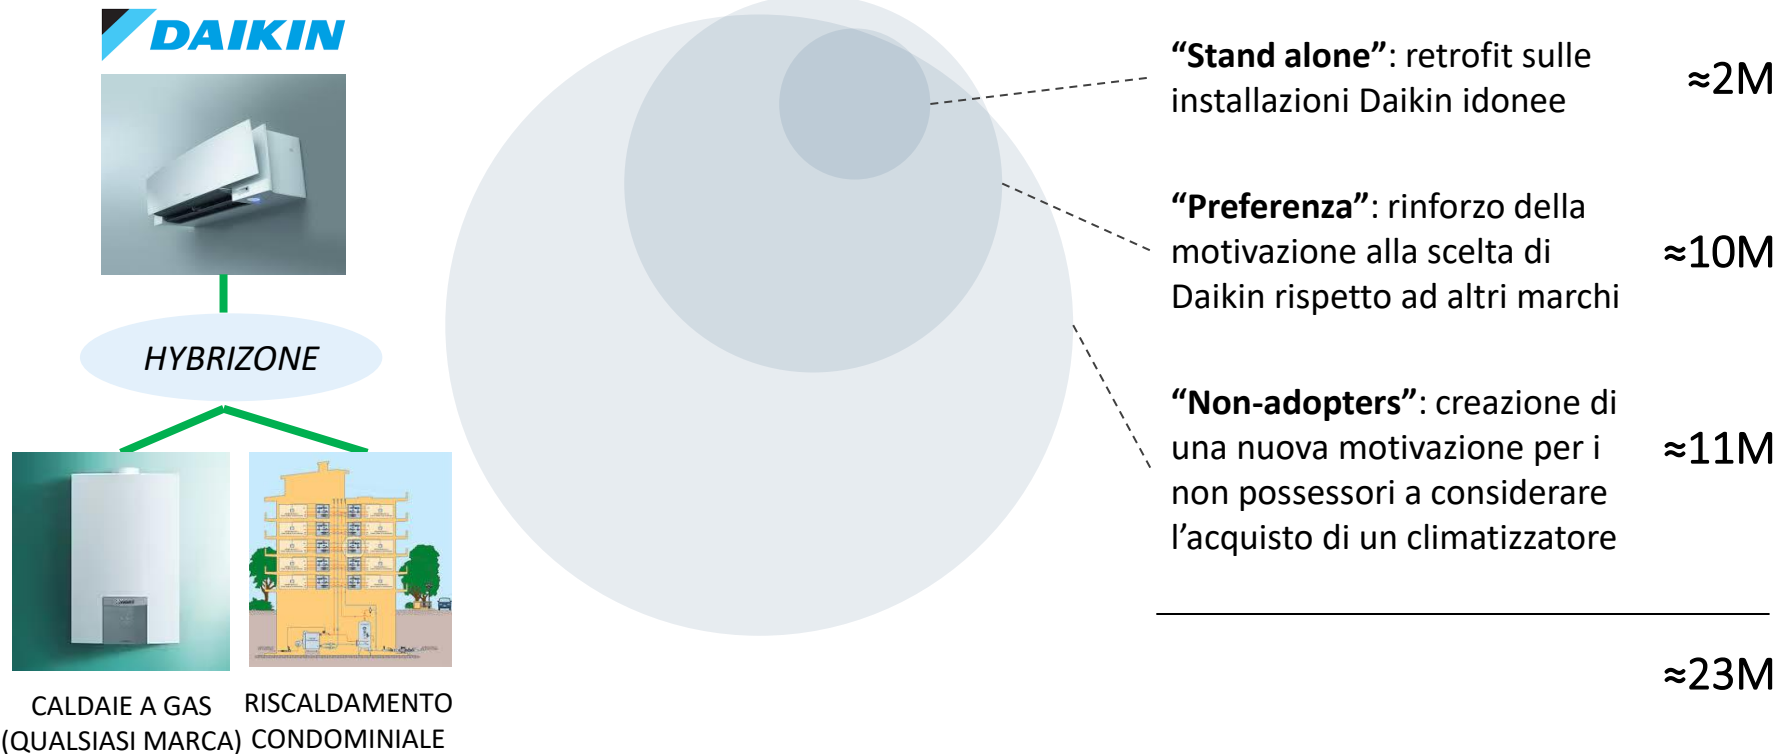 DAIKIN
HYBRIZONE
CALDAIE A GAS
(QUALSIASI MARCA)
RISCALDAMENTO
CONDOMINIALE
“Stand alone”: retrofit sulle
installazioni Daikin idonee
≈2M
“Preferenza”: rinforzo della
motivazione alla scelta di
Daikin rispetto ad altri marchi
≈10M
“Non-adopters”: creazione di
una nuova motivazione per i
non possessori a considerare
l’acquisto di un climatizzatore
≈11M
≈23M